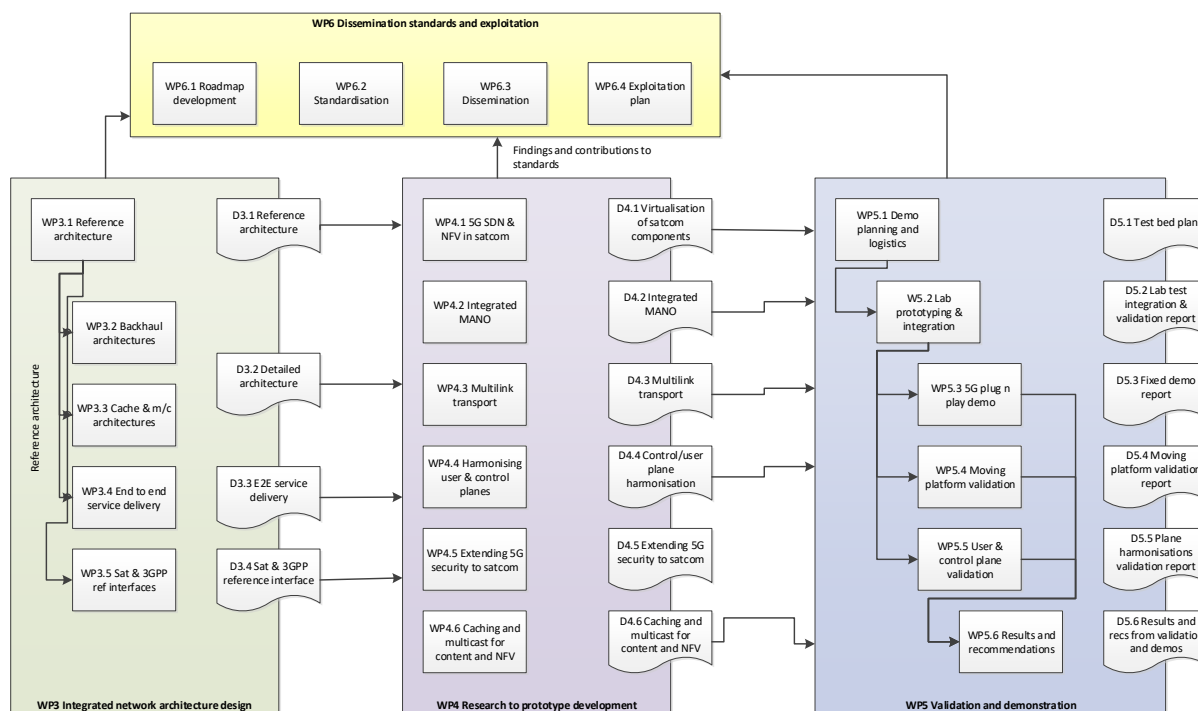 WP6 Dissemination standards and exploitation
WP6.1 Roadmap
development
WP6.2
Standardisation
WP6.3
Dissemination
WP6.4 Exploitation
plan
Findings and contributions to
standards
Reference architecture
WP3.1 Reference
architecture
WP3.2 Backhaul
architectures
WP3.3 Cache & m/c
architectures
WP3.4 End to end
service delivery
WP3.5 Sat & 3GPP
ref interfaces
D3.1 Reference
architecture
D3.2 Detailed
architecture
D3.3 E2E service
delivery
D3.4 Sat & 3GPP
reference interface
WP3 Integrated network architecture design
WP4.1 5G SDN &
NFV in satcom
WP4.2 Integrated
MANO
WP4.3 Multilink
transport
WP4.4 Harmonising
user & control
planes
WP4.5 Extending 5G
security to satcom
WP4.6 Caching and
multicast for
content and NFV
D4.1 Virtualisation
of satcom
components
D4.2 Integrated
MANO
D4.3 Multilink
transport
D4.4 Control/user
plane
harmonisation
D4.5 Extending 5G
security to satcom
D4.6 Caching and
multicast for
content and NFV
WP4 Research to prototype development
WP5.1 Demo
planning and
logistics
W5.2 Lab
prototyping &
integration
WP5.3 5G plug n
play demo
WP5.4 Moving
platform validation
WP5.5 User &
control plane
validation
WP5.6 Results and
recommendations
D5.1 Test bed plan
D5.2 Lab test
integration &
validation report
D5.3 Fixed demo
report
D5.4 Moving
platform validation
report
D5.5 Plane
harmonisations
validation report
D5.6 Results and
recs from validation
and demos
WP5 Validation and demonstration